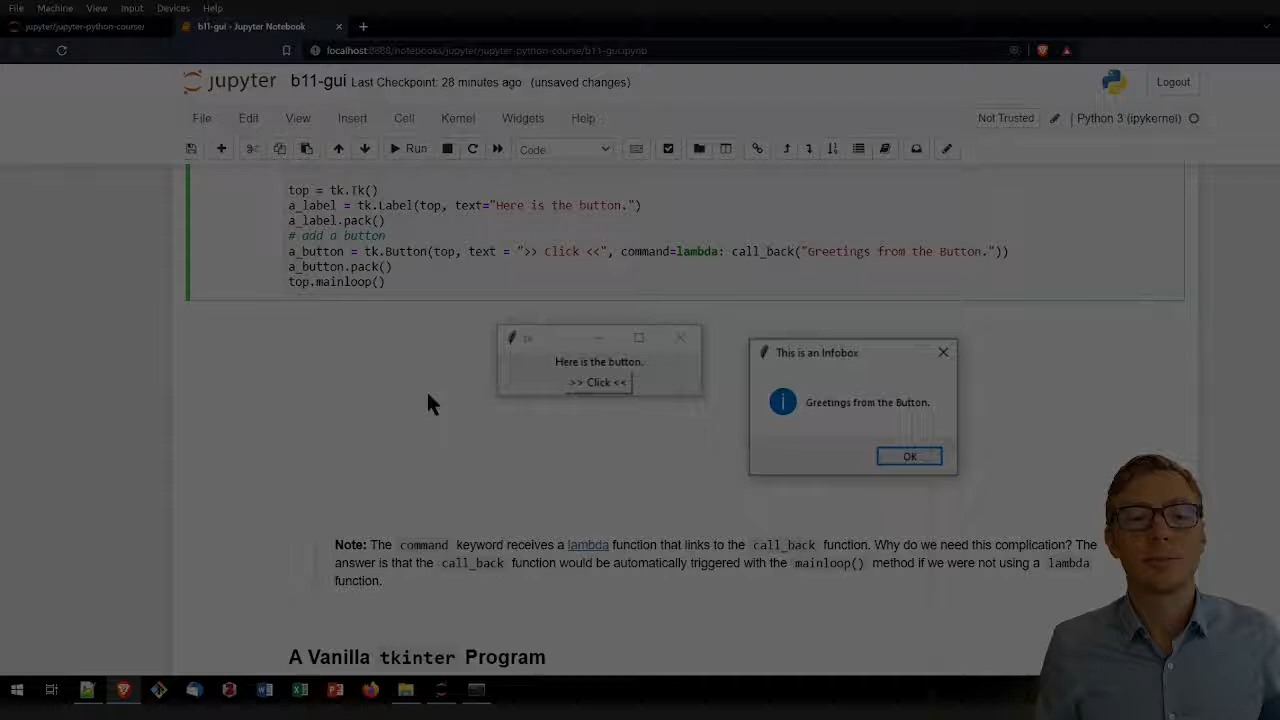 File Machine View Input Devices Help
jupyter/jupyter-python-course/ b11-gui - Jupyter Notebook
localhost:8888/notebooks/jupyter/jupyter-python-course/b11-gui.ipynb
jupyter b11-gui Last Checkpoint: 28 minutes ago (unsaved changes) Logout
File Edit View Insert Cell Kernel Widgets Help Not Trusted Python 3 (ipykernel)
Run Code
top = tk.Tk()
a_label = tk.Label(top, text="Here is the button.")
a_label.pack()
# add a button
a_button = tk.Button(top, text = ">> Click <<", command=lambda: call_back("Greetings from the Button."))
a_button.pack()
top.mainloop()
tk
Here is the button.
>> Click <<
This is an Infobox
Greetings from the Button.
OK
Note: The command keyword receives a lambda function that links to the call_back function. Why do we need this complication? The
answer is that the call_back function would be automatically triggered with the mainloop() method if we were not using a lambda
function.
A Vanilla tkinter Program